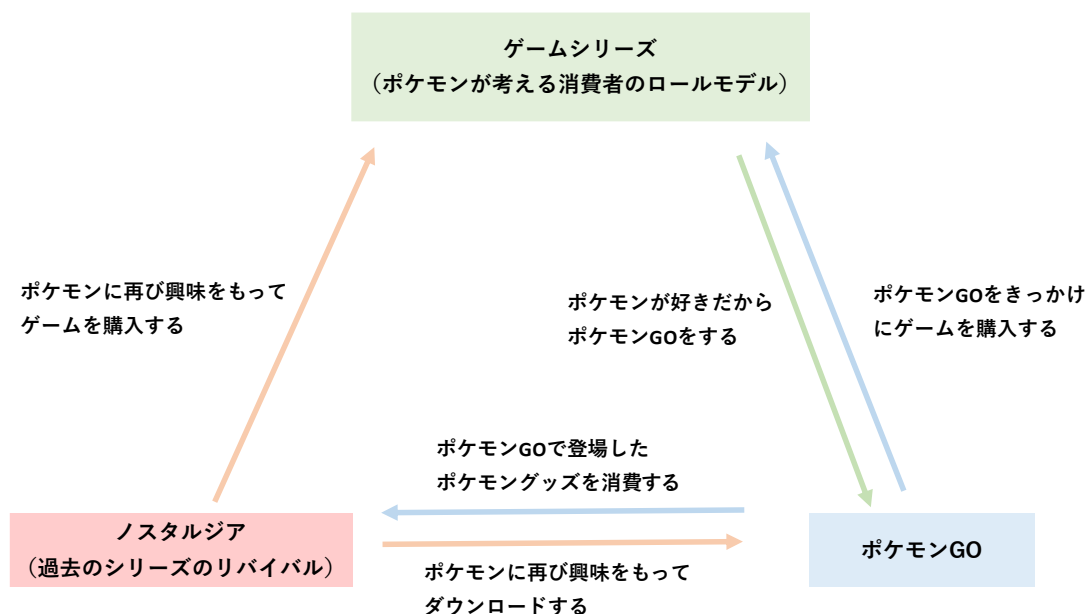 ゲームシリーズ
（ポケモンが考える消費者のロールモデル）
ポケモンに再び興味をもって
ゲームを購入する
ポケモンが好きだから
ポケモンGOをする
ポケモンGOをきっかけ
にゲームを購入する
ポケモンGOで登場した
ポケモングッズを消費する
ノスタルジア
（過去のシリーズのリバイバル）
ポケモンGO
ポケモンに再び興味をもって
ダウンロードする